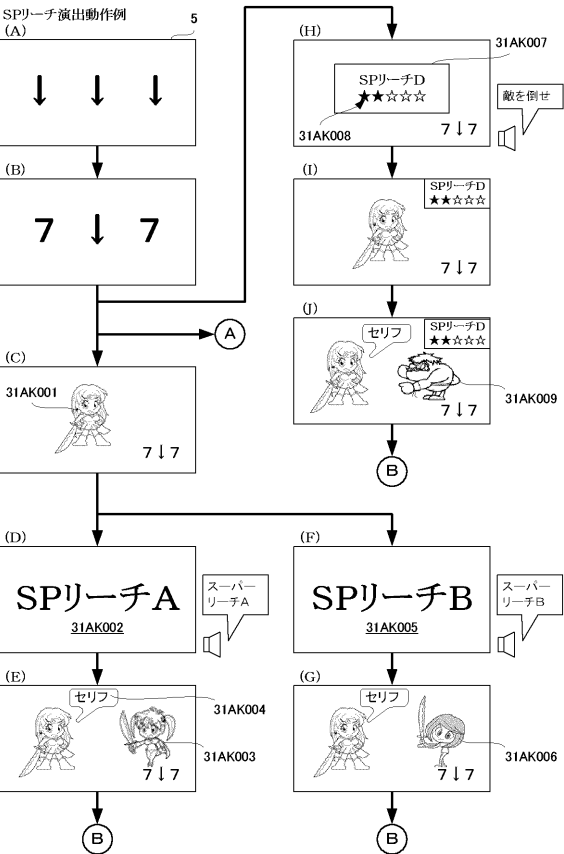 SPリーチ演出動作例
(A)
5
↓ ↓ ↓
(B)
7 ↓ 7
A
(C)
31AK001
7↓7
(D)
SPリーチA
31AK002
スーパー
リーチA
(E)
セリフ
31AK004
31AK003
7↓7
B
(F)
SPリーチB
31AK005
スーパー
リーチB
(G)
セリフ
31AK006
7↓7
B
(H)
31AK007
SPリーチD
★★☆☆☆
31AK008
7↓7
敵を倒せ
(I)
SPリーチD
★★☆☆☆
7↓7
(J)
セリフ
SPリーチD
★★☆☆☆
31AK009
7↓7
B